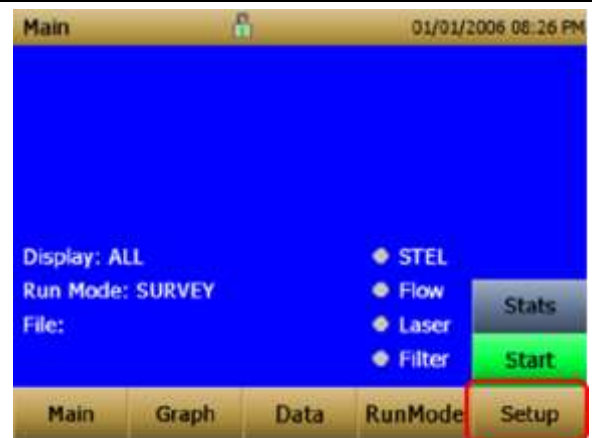 Main 01/01/2006 08:26 PM
Display: ALL
Run Mode: SURVEY
File:
STEL
Flow
Laser
Filter
Stats
Start
Main Graph Data RunMode Setup